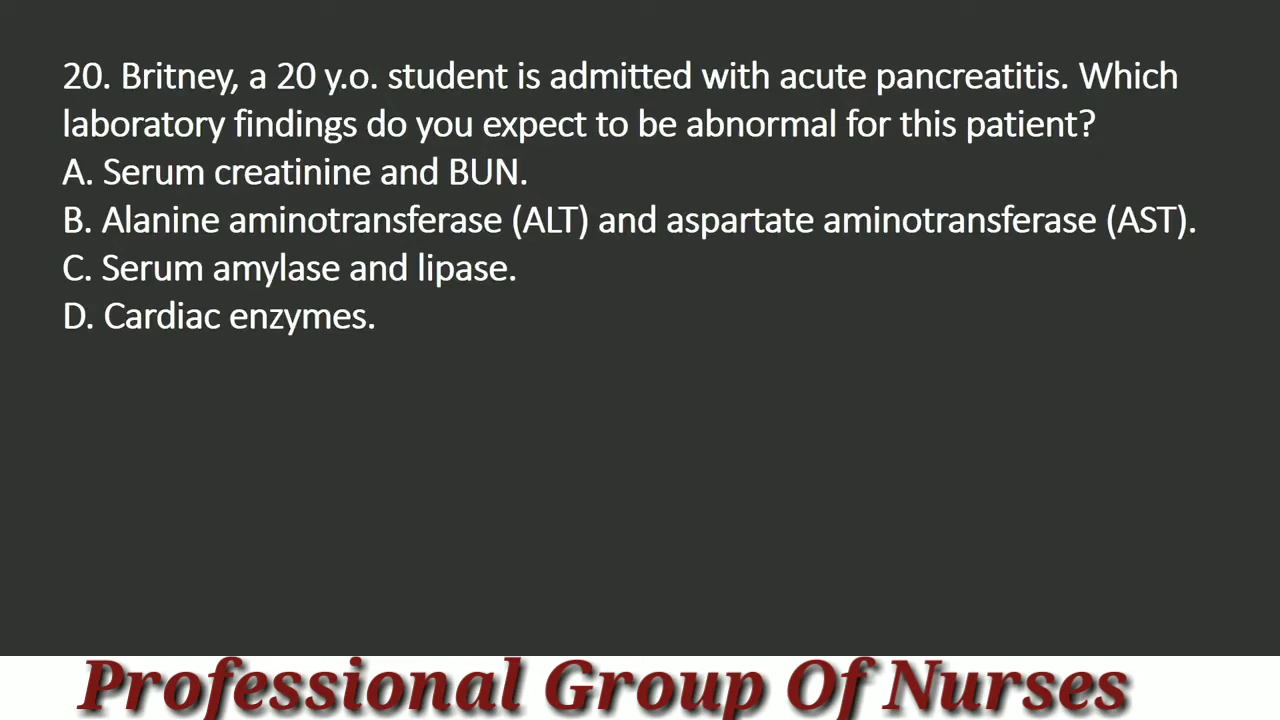 20. Britney, a 20 y.o. student is admitted with acute pancreatitis. Which
laboratory findings do you expect to be abnormal for this patient?
A. Serum creatinine and BUN.
B. Alanine aminotransferase (ALT) and aspartate aminotransferase (AST).
C. Serum amylase and lipase.
D. Cardiac enzymes.
Professional Group Of Nurses